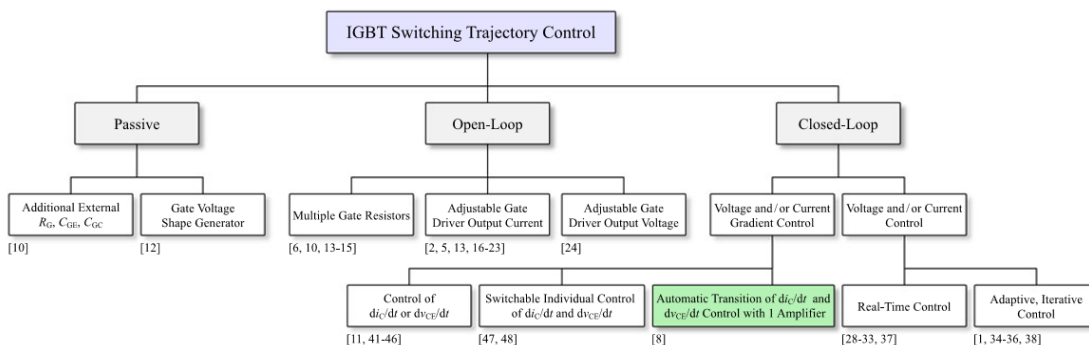 IGBT Switching Trajectory Control
Passive
Open-Loop
Closed-Loop
Additional External
R_G, C_GE, C_GC
Gate Voltage
Shape Generator
Multiple Gate Resistors
Adjustable Gate
Driver Output Current
Adjustable Gate
Driver Output Voltage
Voltage and/or Current
Gradient Control
Voltage and/or Current
Control
[10]
[12]
[6, 10, 13-15]
[2, 5, 13, 16-23]
[24]
Control of
di_C/dt or dv_CE/dt
Switchable Individual Control
of di_C/dt and dv_CE/dt
Automatic Transition of di_C/dt and
dv_CE/dt Control with 1 Amplifier
Real-Time Control
Adaptive, Iterative
Control
[11, 41-46]
[47, 48]
[8]
[28-33, 37]
[1, 34-36, 38]